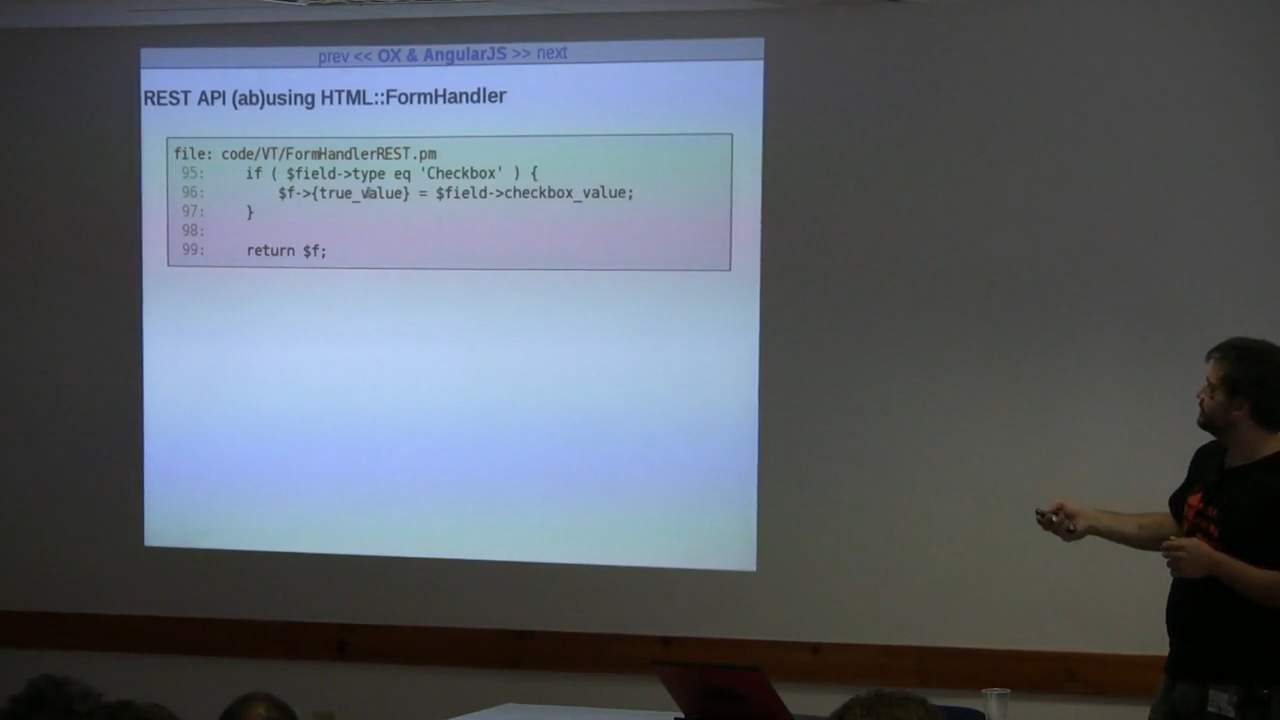 prev << OX & AngularJS >> next
REST API (ab)using HTML::FormHandler
file: code/VT/FormHandlerREST.pm
95: if ( $field->type eq 'Checkbox' ) {
96: $f->{true_value} = $field->checkbox_value;
97: }
98:
99: return $f;